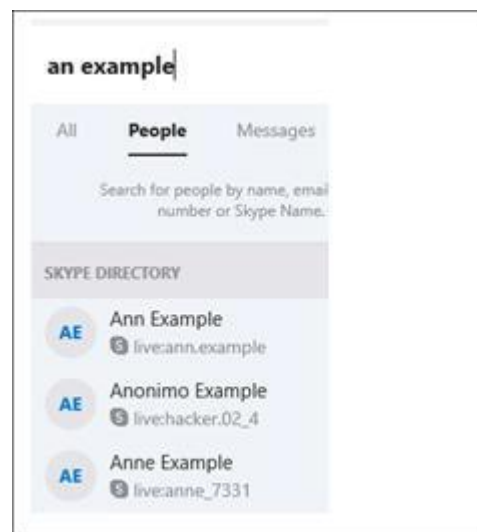 an example
All People Messages
Search for people by name, email
number or Skype Name.
SKYPE DIRECTORY
AE
Ann Example
live:ann.example
AE
Anonimo Example
live:hacker.02_4
AE
Anne Example
live:anne_7331